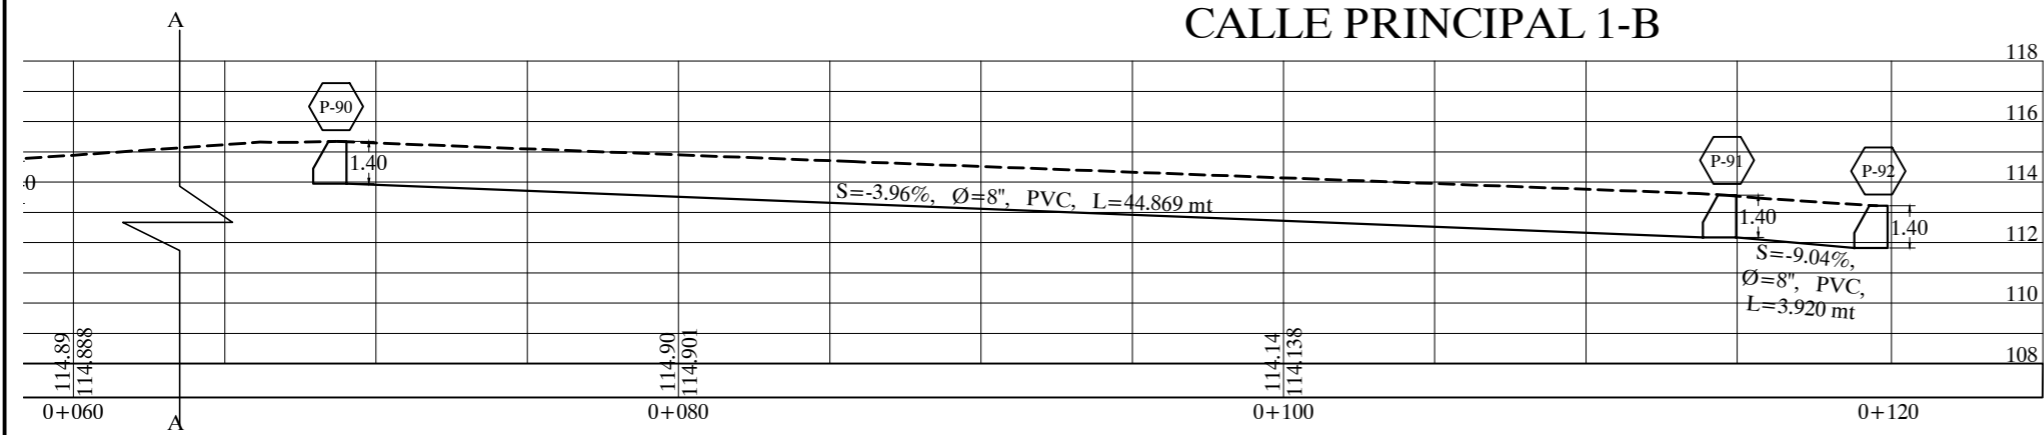 CALLE PRINCIPAL 1-B
A
118
P-90
116
P-91
P-92
1.40
0
S=-3.96%, Ø=8", PVC, L=44.869 mt
114
1.40
1.40
112
S=-9.04%,
Ø=8", PVC,
L=3.920 mt
110
114.89
114.888
114.90
114.901
114.14
114.138
108
0+060
0+080
0+100
0+120
A